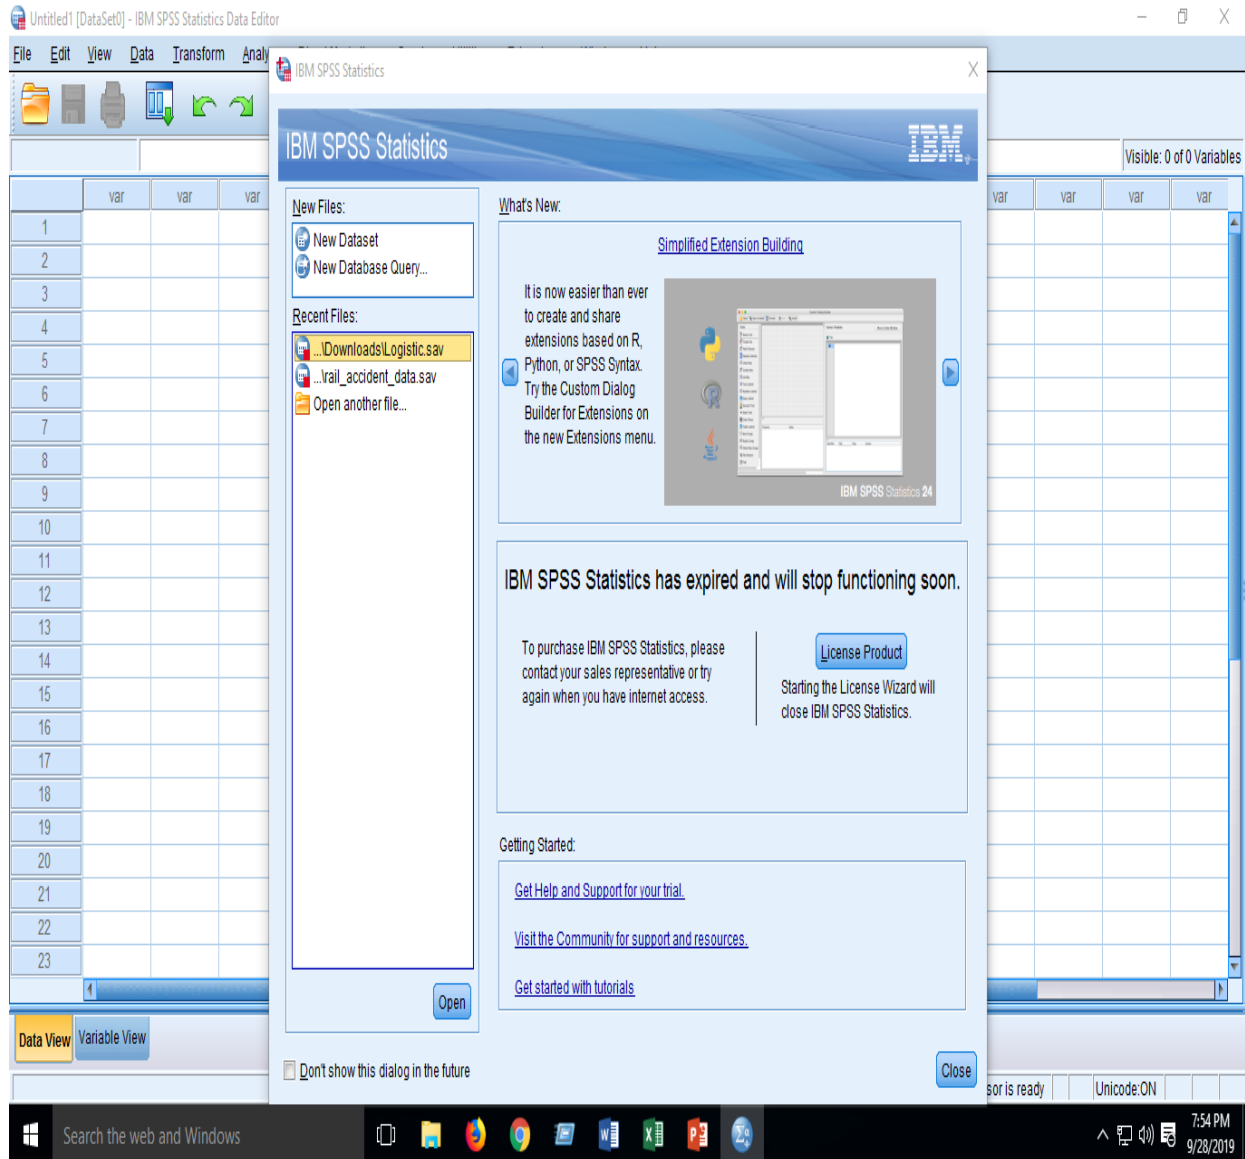 Untitled1 [DataSet0] - IBM SPSS Statistics Data Editor
File Edit View Data Transform
IBM SPSS Statistics
IBM SPSS Statistics
IBM
Visible: 0 of 0 Variables
var var var var var var var
1
2
3
4
5
6
7
8
9
10
11
12
13
14
15
16
17
18
19
20
21
22
23
New Files:
New Dataset
New Database Query...
Recent Files:
...\Downloads\Logistic.sav
...\rail_accident_data.sav
Open another file...
Open
What's New:
Simplified Extension Building
It is now easier than ever
to create and share
extensions based on R,
Python, or SPSS Syntax.
Try the Custom Dialog
Builder for Extensions on
the new Extensions menu.
IBM SPSS Statistics 24
IBM SPSS Statistics has expired and will stop functioning soon.
To purchase IBM SPSS Statistics, please
contact your sales representative or try
again when you have internet access.
License Product
Starting the License Wizard will
close IBM SPSS Statistics.
Getting Started:
Get Help and Support for your trial.
Visit the Community for support and resources.
Get started with tutorials
Don't show this dialog in the future
Close
Data View Variable View
sor is ready Unicode:ON
Search the web and Windows
7:54 PM
9/28/2019